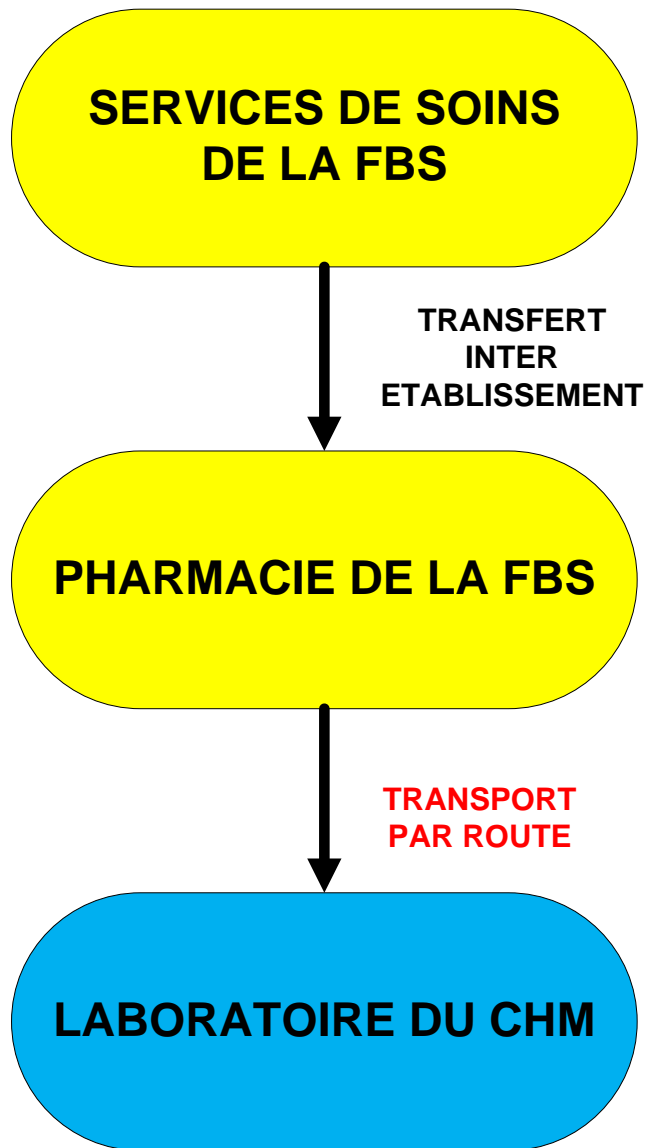 SERVICES DE SOINS
DE LA FBS
TRANSFERT
INTER
ETABLISSEMENT
PHARMACIE DE LA FBS
TRANSPORT
PAR ROUTE
LABORATOIRE DU CHM